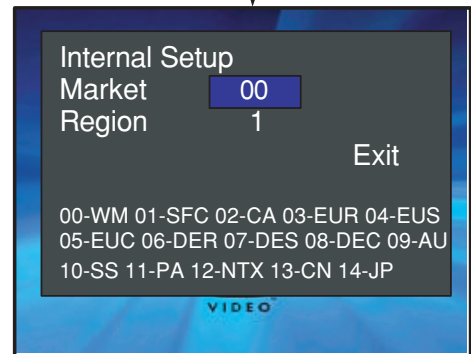 Internal Setup
Market 00
Region 1
Exit
00-WM 01-SFC 02-CA 03-EUR 04-EUS
05-EUC 06-DER 07-DES 08-DEC 09-AU
10-SS 11-PA 12-NTX 13-CN 14-JP
VIDEO